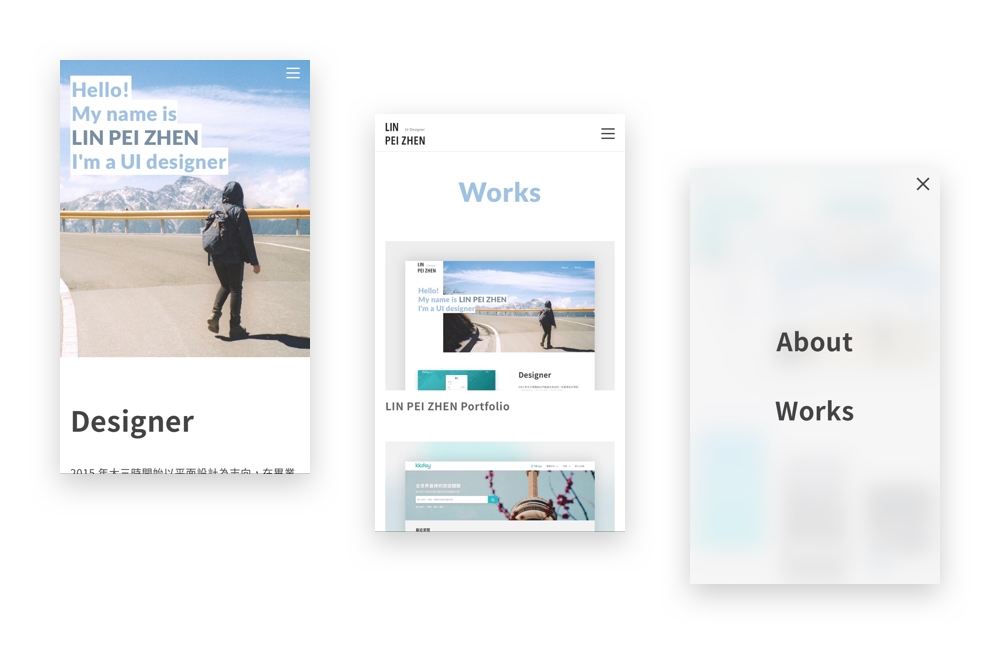 Hello!
My name is
LIN PEI ZHEN
I'm a UI designer
Designer
2015 年大三時開始以平面設計為志向，在畢業
LIN
UI Designer
PEI ZHEN
Works
LIN
PEI ZHEN
Hello!
My name is LIN PEI ZHEN
I'm a UI designer
Designer
LIN PEI ZHEN Portfolio
kkday
About
Works